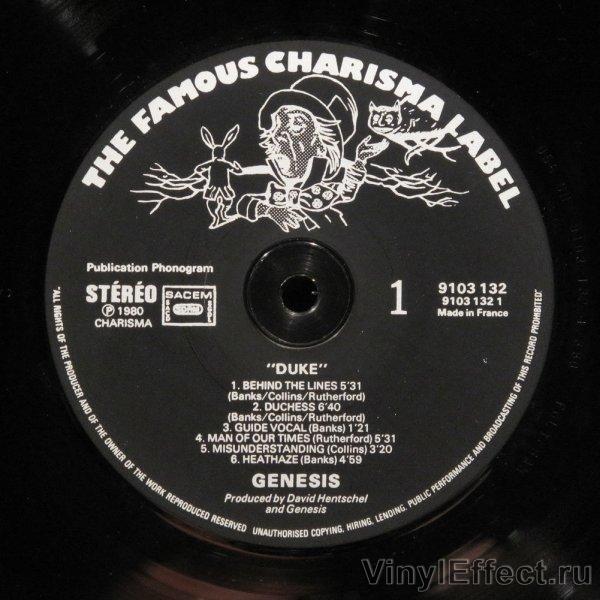 THE FAMOUS CHARISMA LABEL
Publication Phonogram
STÉRÉO
Ⓟ 1980
CHARISMA
SACEM
1
9103 132
9103 132 1
Made in France
"DUKE"
1. BEHIND THE LINES 5'31
(Banks/Collins/Rutherford)
2. DUCHESS 6'40
(Banks/Collins/Rutherford)
3. GUIDE VOCAL (Banks) 1'21
4. MAN OF OUR TIMES (Rutherford) 5'31
5. MISUNDERSTANDING (Collins) 3'20
6. HEATHAZE (Banks) 4'59
GENESIS
Produced by David Hentschel
and Genesis
"ALL RIGHTS OF THE PRODUCER AND OF THE OWNER OF THE WORK REPRODUCED RESERVED UNAUTHORISED COPYING, HIRING, LENDING, PUBLIC PERFORMANCE AND BROADCASTING OF THIS RECORD PROHIBITED"
VinylEffect.ru